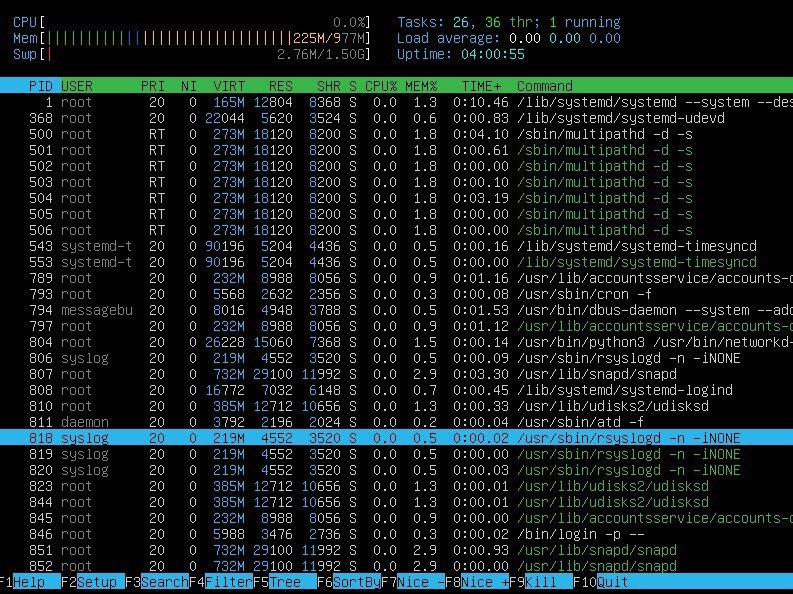 CPU[ 0.0%] Tasks: 26, 36 thr; 1 running
Mem[||||||||||||||||||||||||||||||||225M/977M] Load average: 0.00 0.00 0.00
Swp[| 2.76M/1.50G] Uptime: 04:00:55
PID USER PRI NI VIRT RES SHR S CPU% MEM% TIME+ Command
1 root 20 0 165M 12804 8368 S 0.0 1.3 0:10.46 /lib/systemd/systemd --system --des
368 root 20 0 22044 5620 3524 S 0.0 0.6 0:00.83 /lib/systemd/systemd-udevd
500 root RT 0 273M 18120 8200 S 0.0 1.8 0:04.10 /sbin/multipathd -d -s
501 root RT 0 273M 18120 8200 S 0.0 1.8 0:00.61 /sbin/multipathd -d -s
502 root RT 0 273M 18120 8200 S 0.0 1.8 0:00.00 /sbin/multipathd -d -s
503 root RT 0 273M 18120 8200 S 0.0 1.8 0:00.10 /sbin/multipathd -d -s
504 root RT 0 273M 18120 8200 S 0.0 1.8 0:03.19 /sbin/multipathd -d -s
505 root RT 0 273M 18120 8200 S 0.0 1.8 0:00.00 /sbin/multipathd -d -s
506 root RT 0 273M 18120 8200 S 0.0 1.8 0:00.00 /sbin/multipathd -d -s
543 systemd-t 20 0 90196 5204 4436 S 0.0 0.5 0:00.16 /lib/systemd/systemd-timesyncd
553 systemd-t 20 0 90196 5204 4436 S 0.0 0.5 0:00.00 /lib/systemd/systemd-timesyncd
789 root 20 0 232M 8988 8056 S 0.0 0.9 0:01.16 /usr/lib/accountsservice/accounts-d
793 root 20 0 5568 2632 2356 S 0.0 0.3 0:00.08 /usr/sbin/cron -f
794 messagebu 20 0 8016 4948 3788 S 0.0 0.5 0:01.53 /usr/bin/dbus-daemon --system --add
797 root 20 0 232M 8988 8056 S 0.0 0.9 0:01.12 /usr/lib/accountsservice/accounts-d
804 root 20 0 26228 15060 7368 S 0.0 1.5 0:00.14 /usr/bin/python3 /usr/bin/networkd-
806 syslog 20 0 219M 4552 3520 S 0.0 0.5 0:00.09 /usr/sbin/rsyslogd -n -iNONE
807 root 20 0 732M 29100 11992 S 0.0 2.9 0:03.30 /usr/lib/snapd/snapd
808 root 20 0 16772 7032 6148 S 0.0 0.7 0:00.45 /lib/systemd/systemd-logind
810 root 20 0 385M 12712 10656 S 0.0 1.3 0:00.33 /usr/lib/udisks2/udisksd
811 daemon 20 0 3792 2196 2024 S 0.0 0.2 0:00.04 /usr/sbin/atd -f
818 syslog 20 0 219M 4552 3520 S 0.0 0.5 0:00.02 /usr/sbin/rsyslogd -n -iNONE
819 syslog 20 0 219M 4552 3520 S 0.0 0.5 0:00.00 /usr/sbin/rsyslogd -n -iNONE
820 syslog 20 0 219M 4552 3520 S 0.0 0.5 0:00.03 /usr/sbin/rsyslogd -n -iNONE
823 root 20 0 385M 12712 10656 S 0.0 1.3 0:00.01 /usr/lib/udisks2/udisksd
844 root 20 0 385M 12712 10656 S 0.0 1.3 0:00.01 /usr/lib/udisks2/udisksd
845 root 20 0 232M 8988 8056 S 0.0 0.9 0:00.00 /usr/lib/accountsservice/accounts-d
846 root 20 0 5988 3476 2736 S 0.0 0.3 0:00.02 /bin/login -p --
851 root 20 0 732M 29100 11992 S 0.0 2.9 0:00.93 /usr/lib/snapd/snapd
852 root 20 0 732M 29100 11992 S 0.0 2.9 0:00.00 /usr/lib/snapd/snapd
F1Help F2Setup F3SearchF4FilterF5Tree F6SortByF7Nice -F8Nice +F9Kill F10Quit